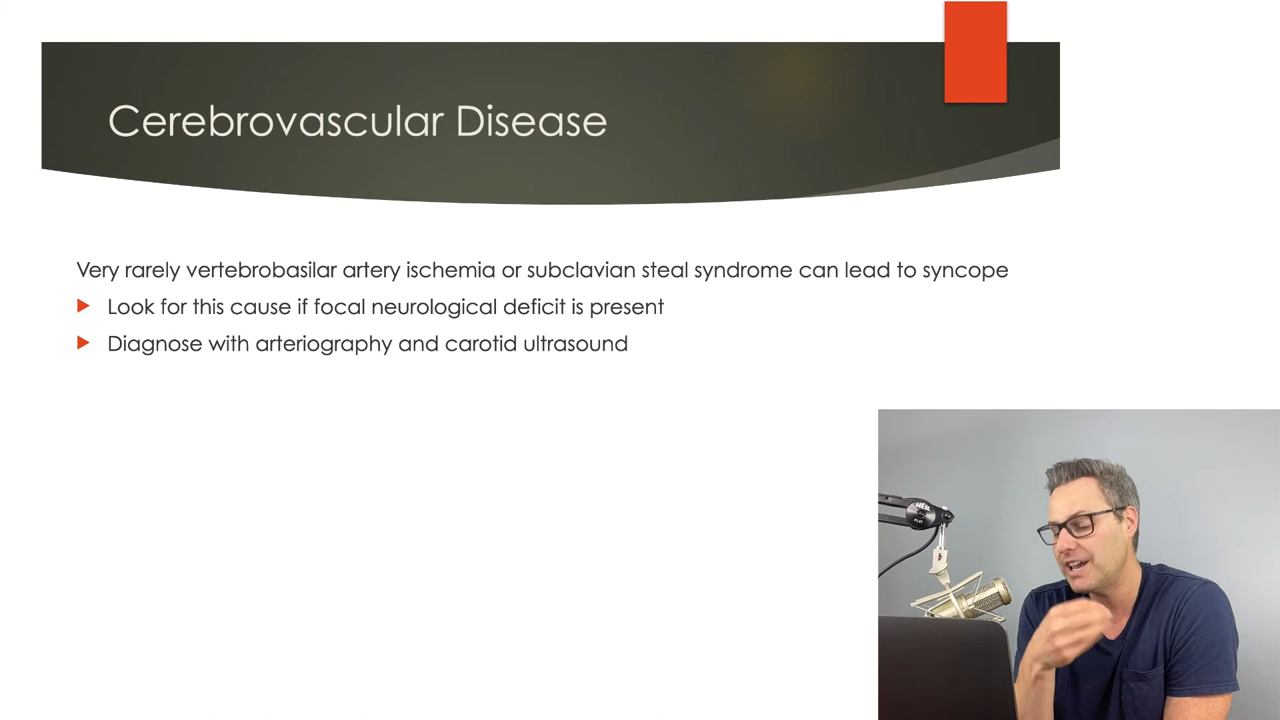 Cerebrovascular Disease
Very rarely vertebrobasilar artery ischemia or subclavian steal syndrome can lead to syncope
Look for this cause if focal neurological deficit is present
Diagnose with arteriography and carotid ultrasound
HEIL